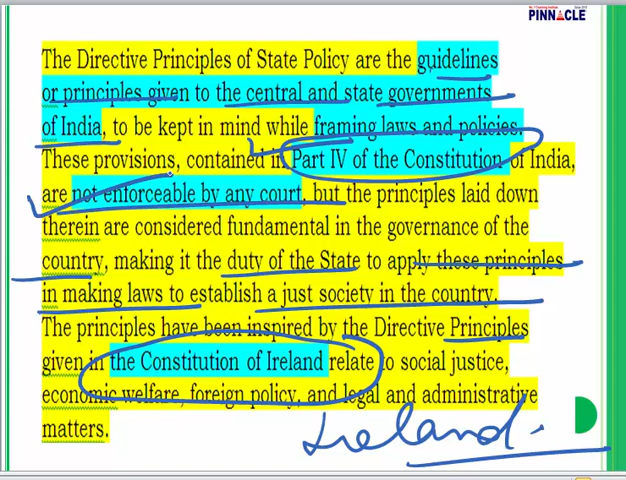 PINNACLE
The Directive Principles of State Policy are the guidelines
or principles given to the central and state governments
of India, to be kept in mind while framing laws and policies.
These provisions, contained in Part IV of the Constitution of India,
are not enforceable by any court, but the principles laid down
therein are considered fundamental in the governance of the
country, making it the duty of the State to apply these principles
in making laws to establish a just society in the country.
The principles have been inspired by the Directive Principles
given in the Constitution of Ireland relate to social justice,
economic welfare, foreign policy, and legal and administrative
matters.
Ireland.